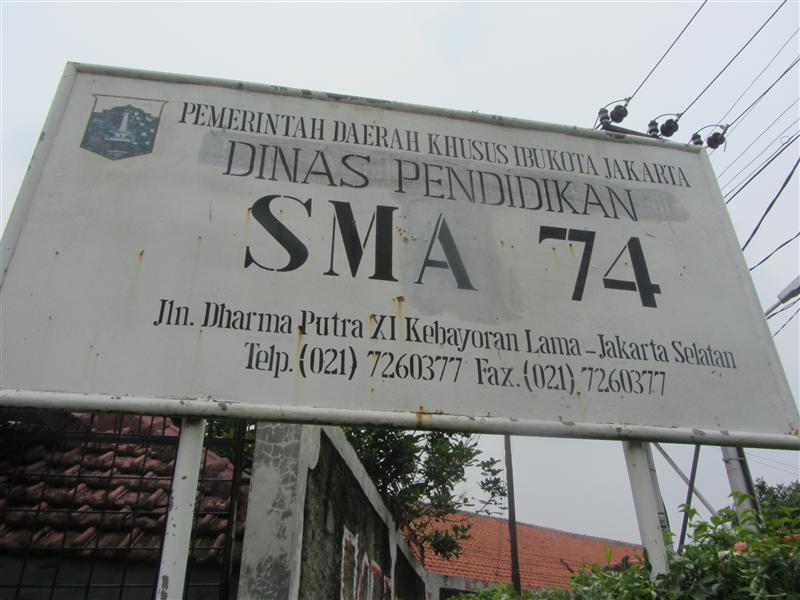 PEMERINTAH DAERAH KHUSUS IBUKOTA JAKARTA
DINAS PENDIDIKAN
SMA 74
Jln. Dharma Putra XI Kebayoran Lama - Jakarta Selatan
Telp. (021) 7260377 Fax. (021) 7260377